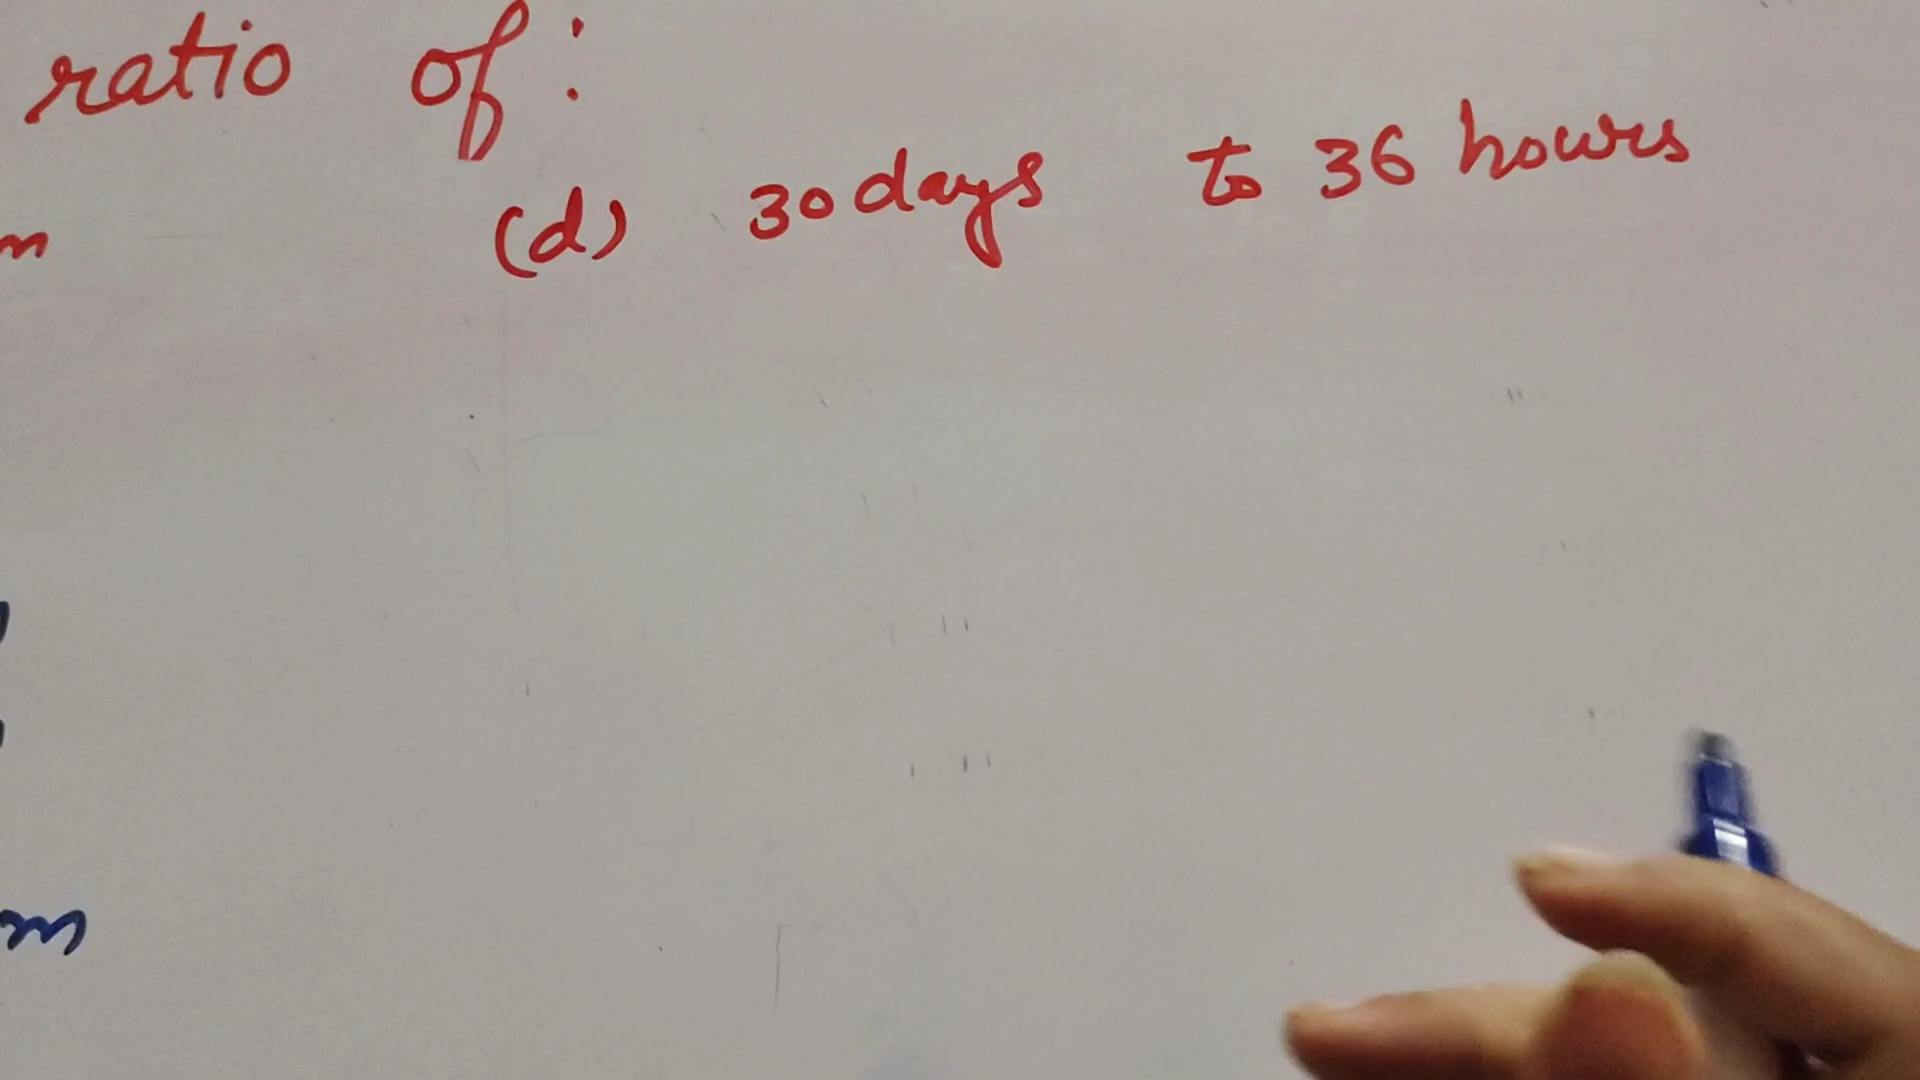 ratio of :
(d) 30 days to 36 hours
m
m